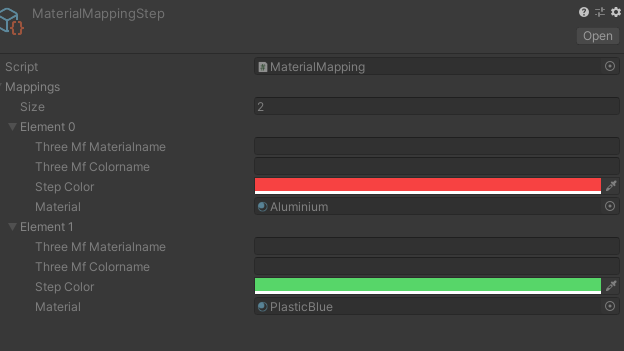 MaterialMappingStep
Open
Script MaterialMapping
Mappings
Size 2
Element 0
Three Mf Materialname
Three Mf Colorname
Step Color
Material Aluminium
Element 1
Three Mf Materialname
Three Mf Colorname
Step Color
Material PlasticBlue